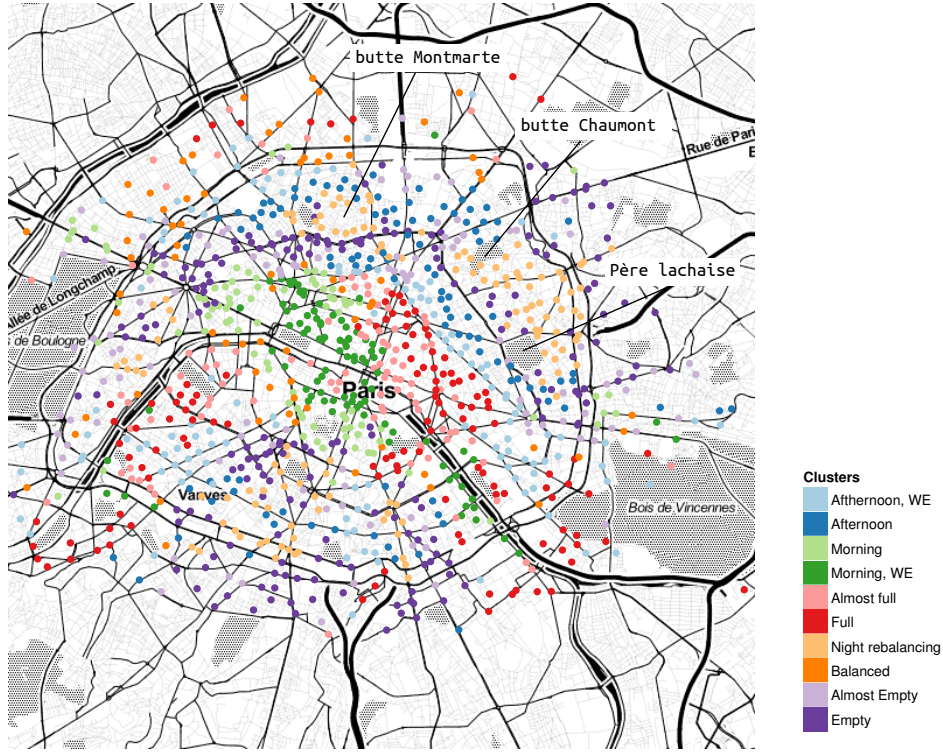 butte Montmarte
butte Chaumont
Rue de Pari
E
Père lachaise
Allée de Longchamp
s de Boulogne
Paris
Vanves
Bois de Vincennes
Clusters
Afthernoon, WE
Afternoon
Morning
Morning, WE
Almost full
Full
Night rebalancing
Balanced
Almost Empty
Empty